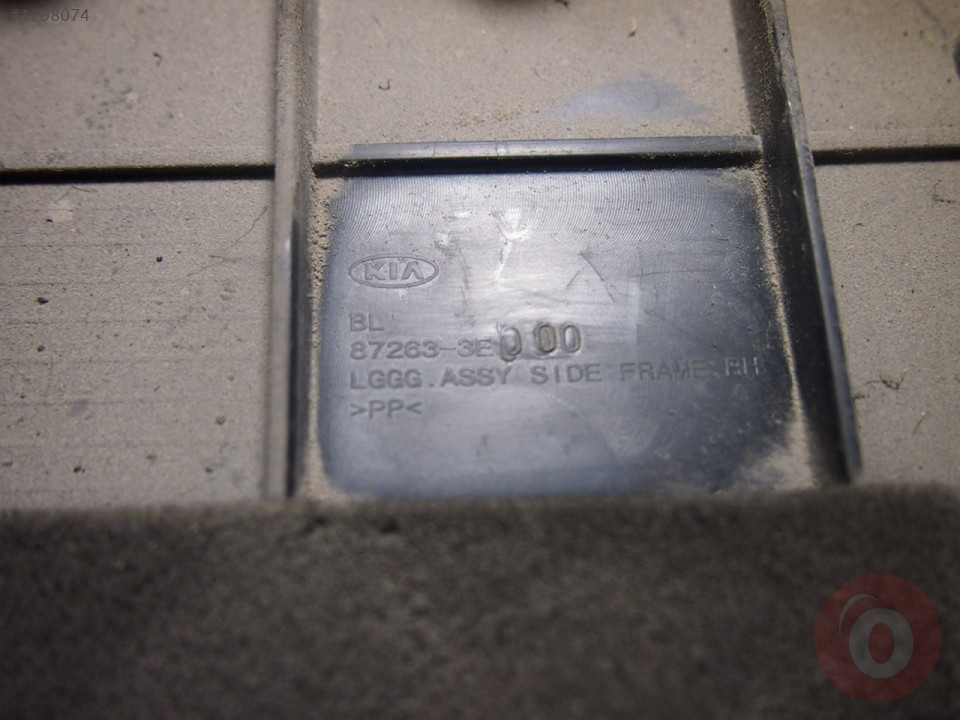 KIA
BL
87263-3E000
LGGG.ASSY SIDE FRAME RH
>PP<